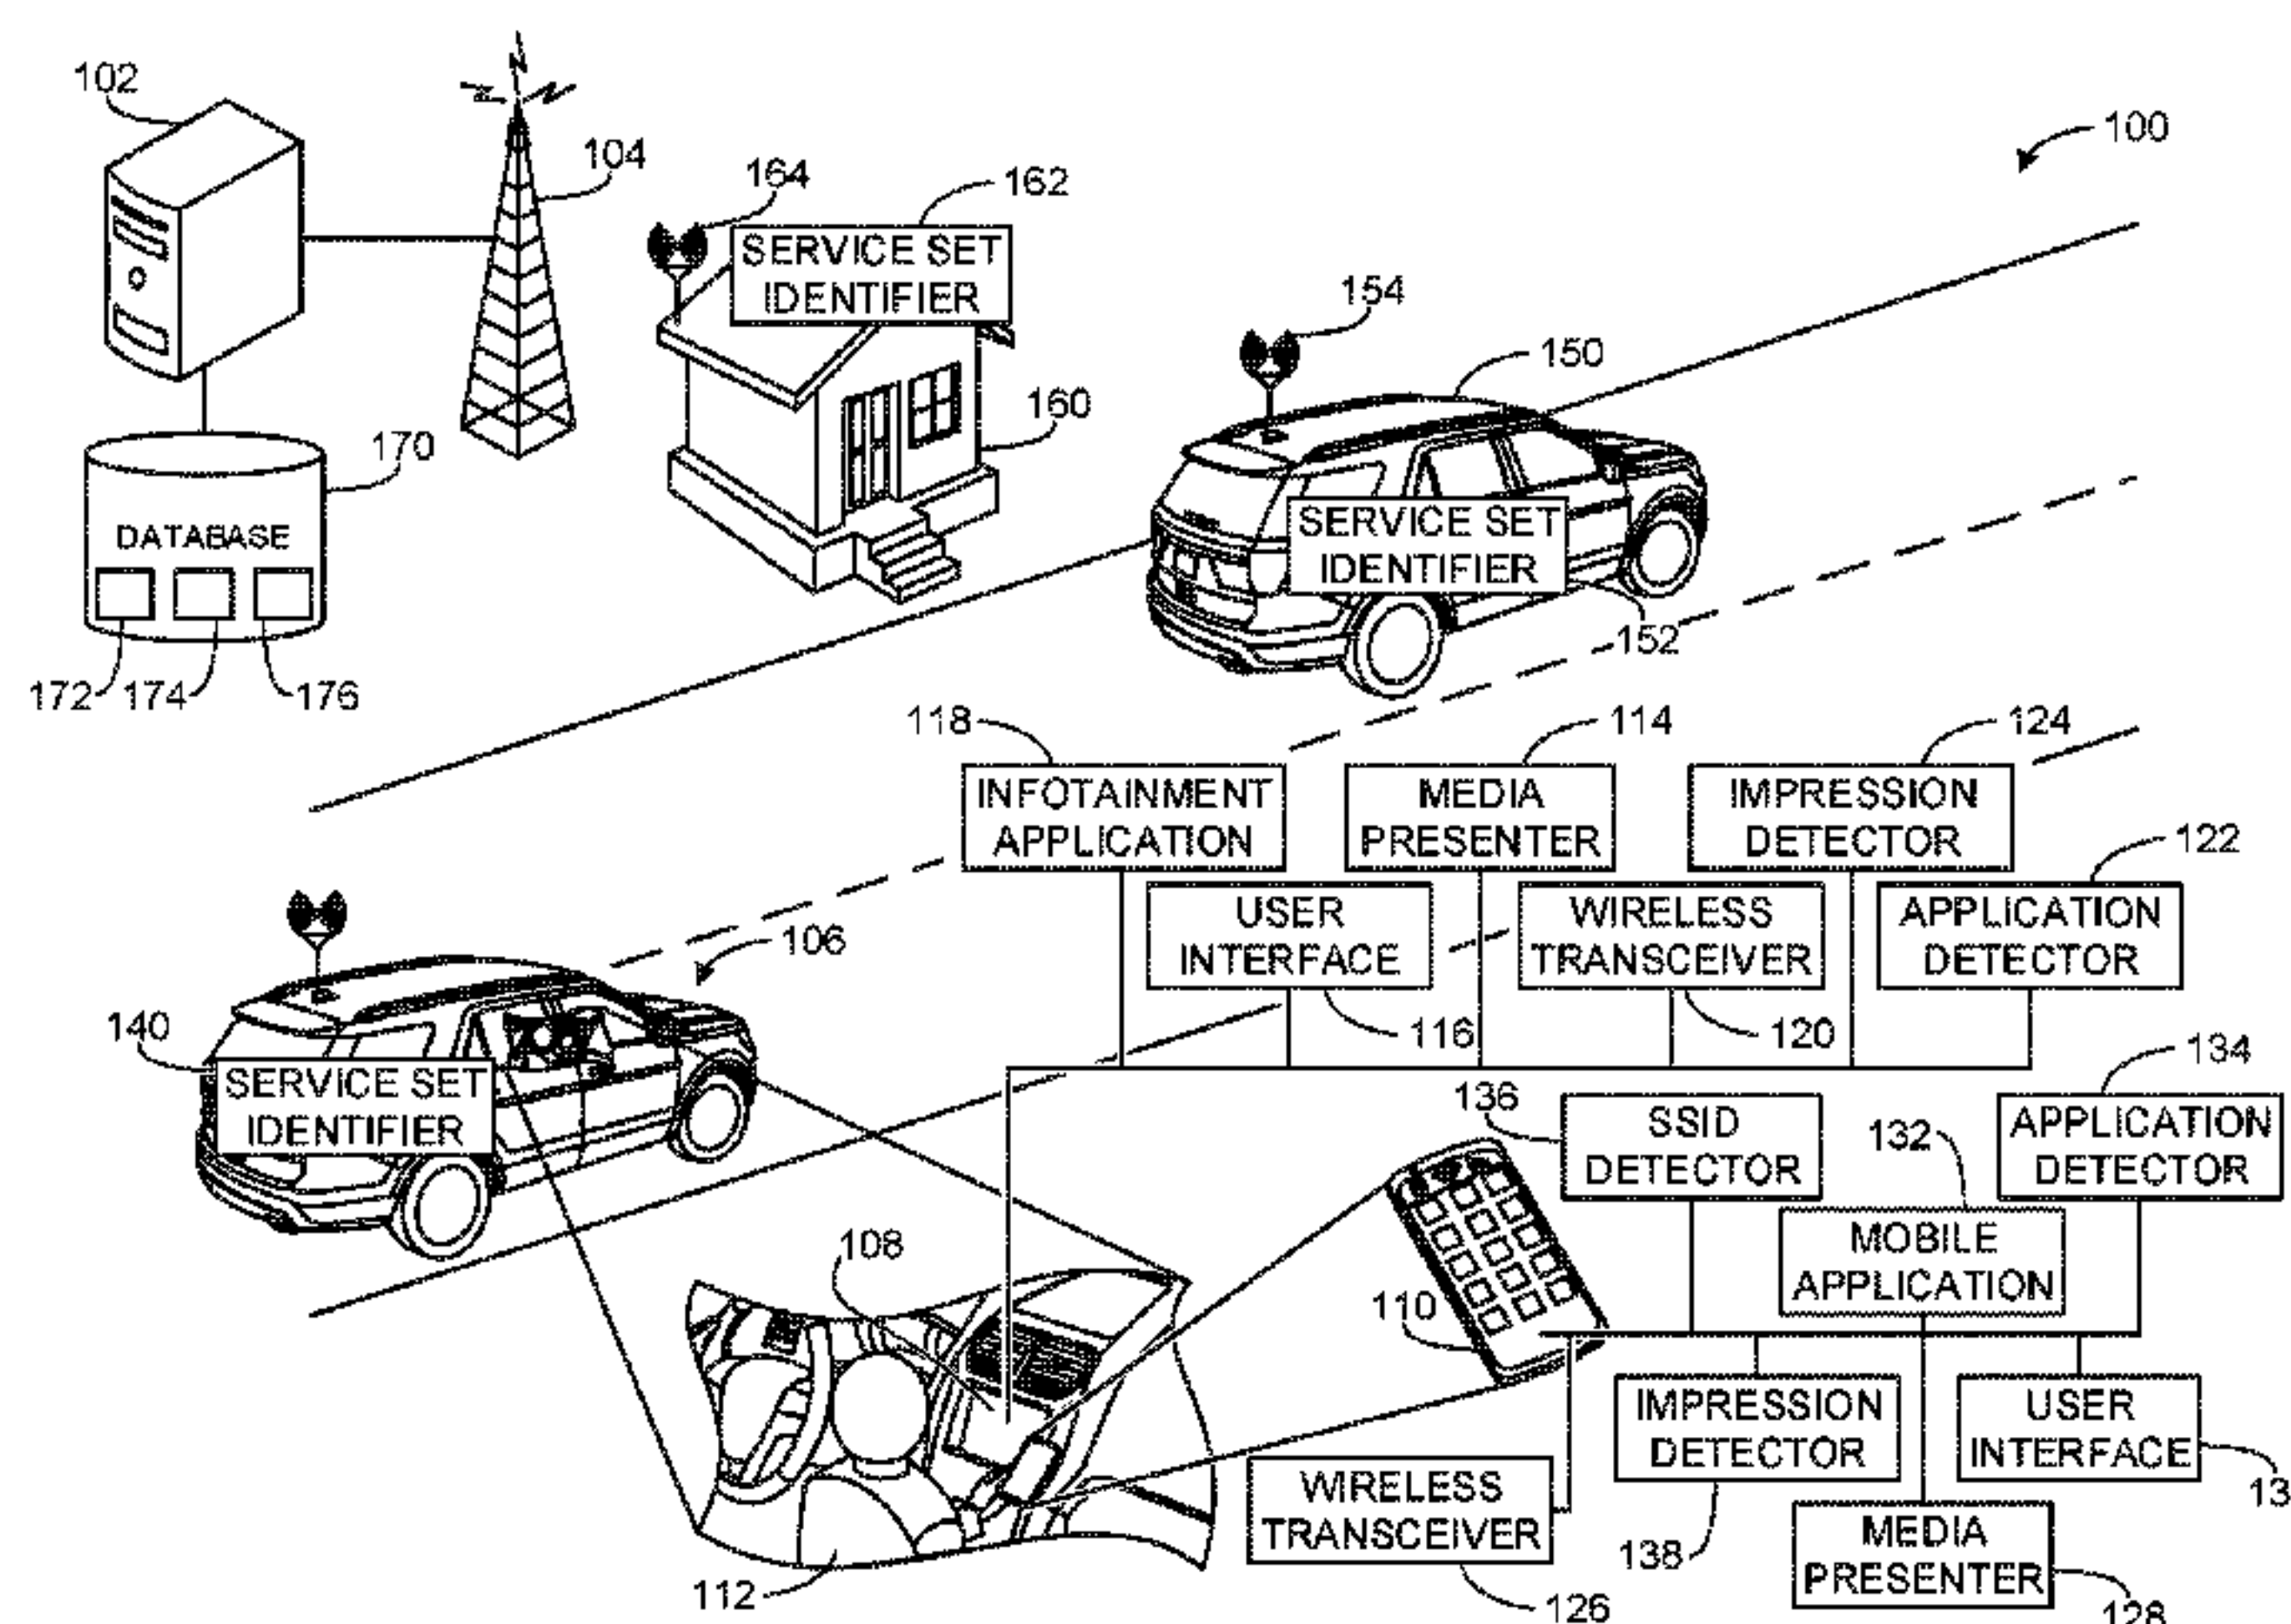 102
104
164
162
100
SERVICE SET
IDENTIFIER
154
150
160
170
DATABASE
SERVICE SET
IDENTIFIER
152
172
174
176
118
114
124
INFOTAINMENT
APPLICATION
MEDIA
PRESENTER
IMPRESSION
DETECTOR
122
USER
INTERFACE
WIRELESS
TRANSCEIVER
APPLICATION
DETECTOR
106
140
116
120
134
SERVICE SET
IDENTIFIER
136
SSID
DETECTOR
132
APPLICATION
DETECTOR
MOBILE
APPLICATION
108
110
IMPRESSION
DETECTOR
USER
INTERFACE
WIRELESS
TRANSCEIVER
13
138
MEDIA
PRESENTER
112
126
128